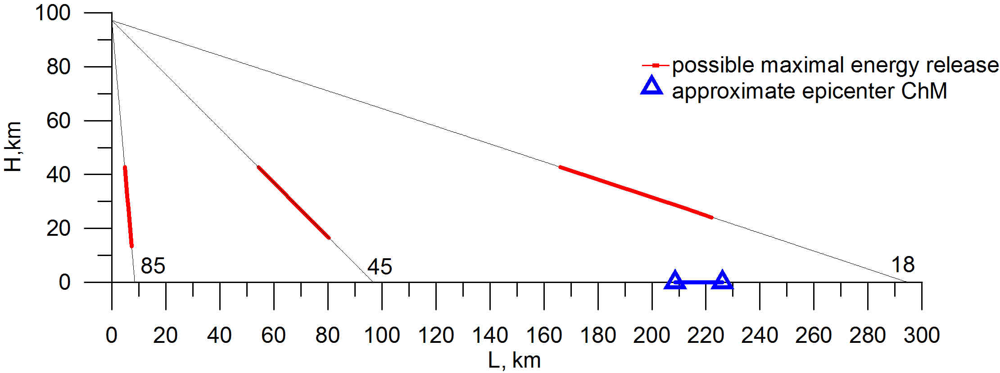 100
80
60
40
20
0
H,km
possible maximal energy release
approximate epicenter ChM
85
45
18
0 20 40 60 80 100 120 140 160 180 200 220 240 260 280 300
L, km